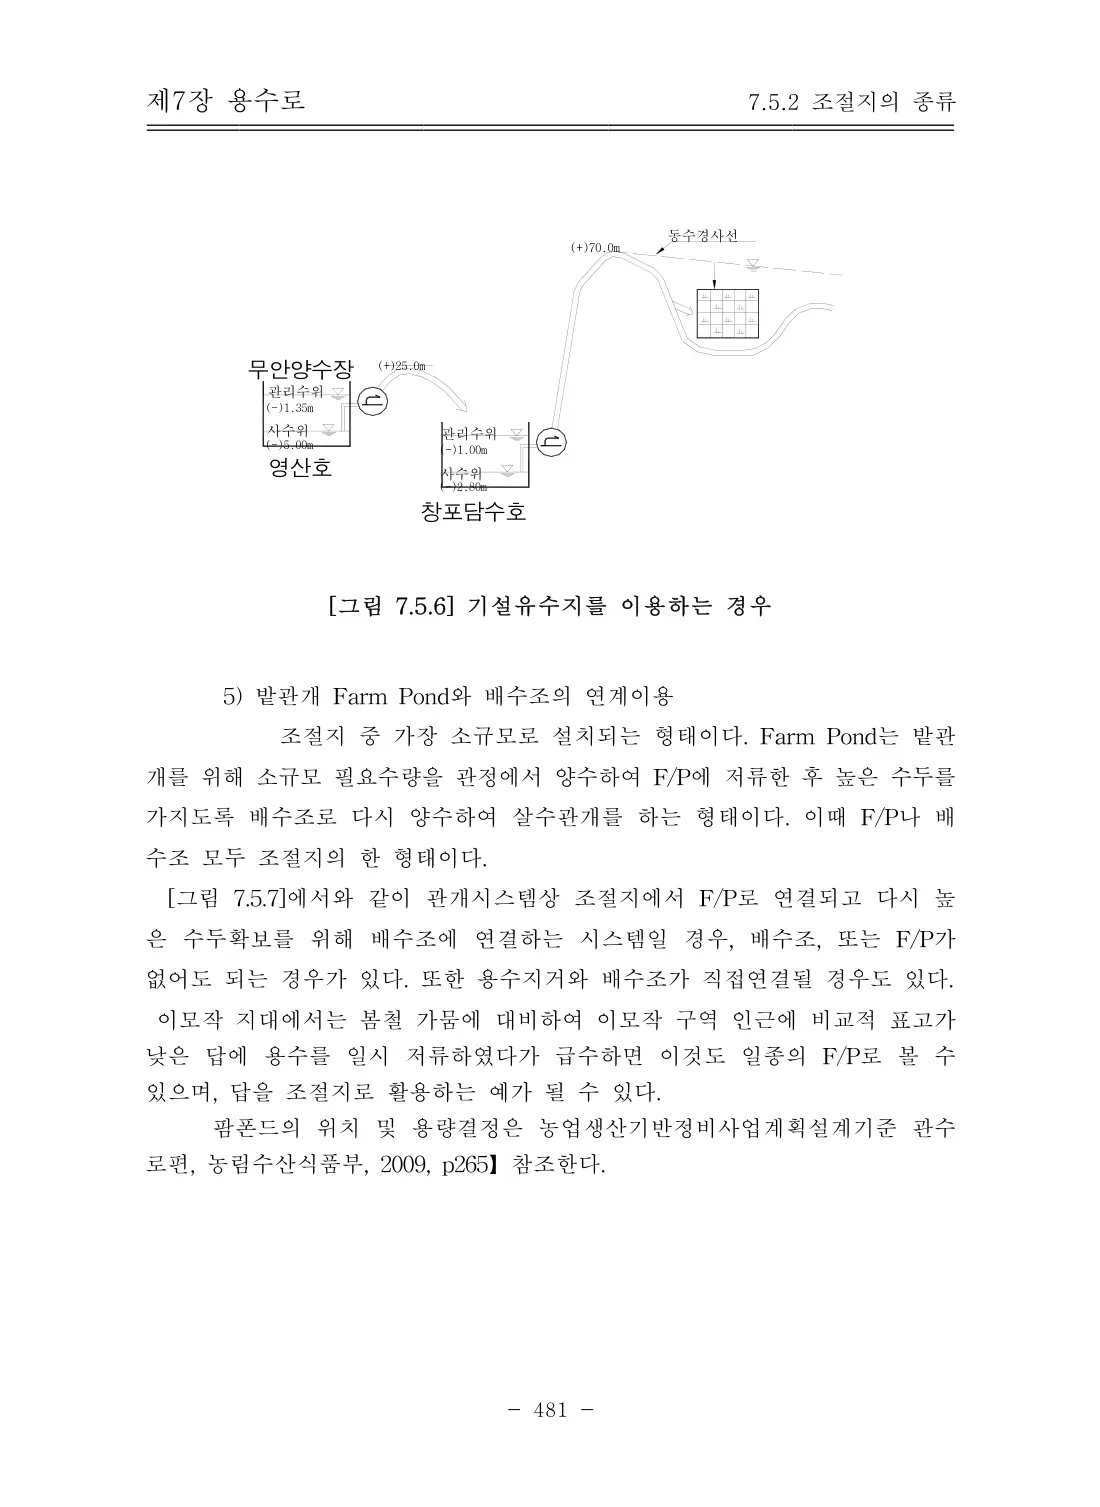 제7장 용수로
7.5.2 조절지의 종류
동수경사선
(+)70.0m
무안양수장
(+)25.0m
관리수위
(-)1.35m
사수위
(-)5.00m
영산호
관리수위
(-)1.00m
사수위
(-)2.80m
창포담수호
[그림 7.5.6] 기설유수지를 이용하는 경우
5) 밭관개 Farm Pond와 배수조의 연계이용
조절지 중 가장 소규모로 설치되는 형태이다. Farm Pond는 밭관
개를 위해 소규모 필요수량을 관정에서 양수하여 F/P에 저류한 후 높은 수두를
가지도록 배수조로 다시 양수하여 살수관개를 하는 형태이다. 이때 F/P나 배
수조 모두 조절지의 한 형태이다.
[그림 7.5.7]에서와 같이 관개시스템상 조절지에서 F/P로 연결되고 다시 높
은 수두확보를 위해 배수조에 연결하는 시스템일 경우, 배수조, 또는 F/P가
없어도 되는 경우가 있다. 또한 용수지거와 배수조가 직접연결될 경우도 있다.
이모작 지대에서는 봄철 가뭄에 대비하여 이모작 구역 인근에 비교적 표고가
낮은 답에 용수를 일시 저류하였다가 급수하면 이것도 일종의 F/P로 볼 수
있으며, 답을 조절지로 활용하는 예가 될 수 있다.
팜폰드의 위치 및 용량결정은 농업생산기반정비사업계획설계기준 관수
로편, 농림수산식품부, 2009, p265】참조한다.
- 481 -